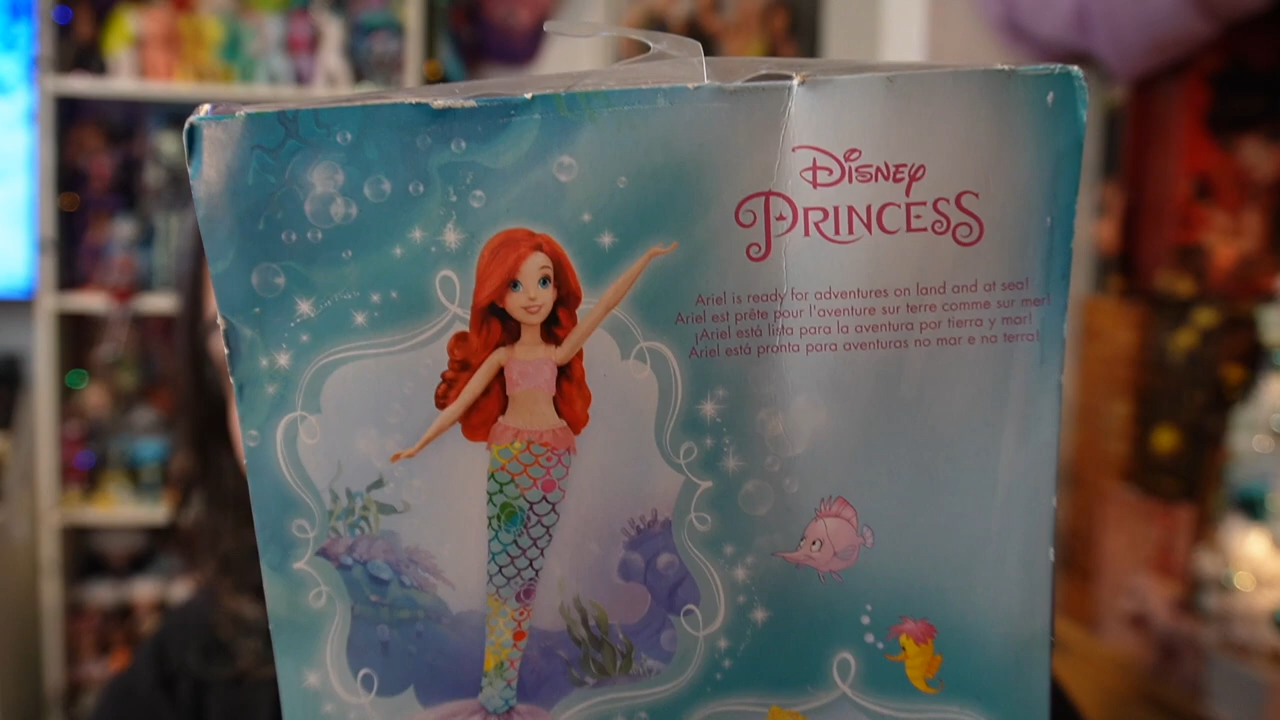 Disney
PRINCESS
Ariel is ready for adventures on land and at sea!
Ariel est prête pour l'aventure sur terre comme sur mer!
¡Ariel está lista para la aventura por tierra y mar!
Ariel está pronta para aventuras no mar e na terra!